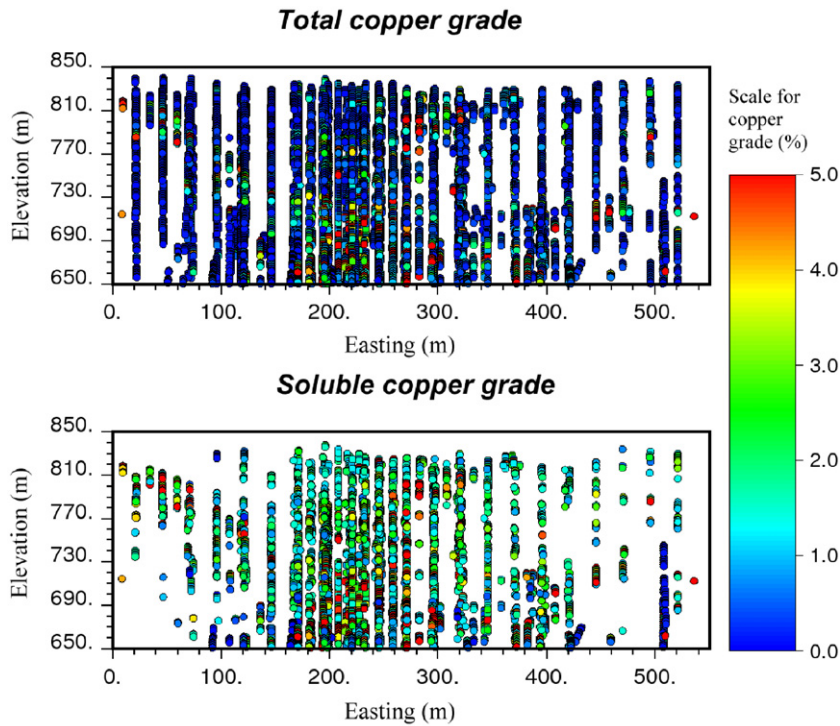 Total copper grade
850.
810.
770.
730.
690.
650.
Elevation (m)
0. 100. 200. 300. 400. 500.
Easting (m)
Scale for
copper
grade (%)
5.0
4.0
3.0
2.0
1.0
0.0
Soluble copper grade
850.
810.
770.
730.
690.
650.
Elevation (m)
0. 100. 200. 300. 400. 500.
Easting (m)